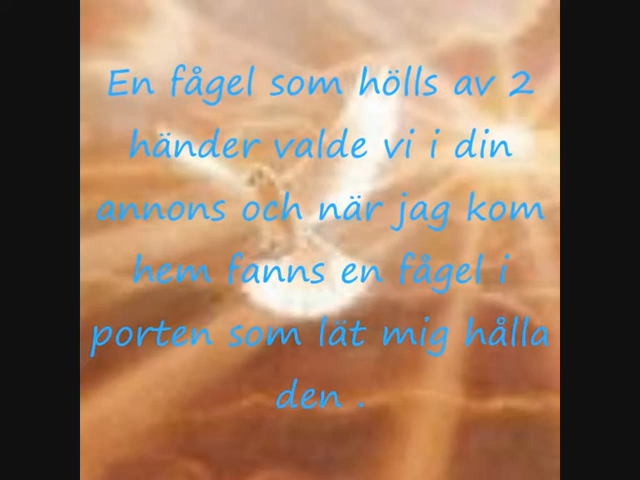 En fågel som hölls av 2
händer valde vi i din
annons och när jag kom
hem fanns en fågel i
porten som lät mig hålla
den .